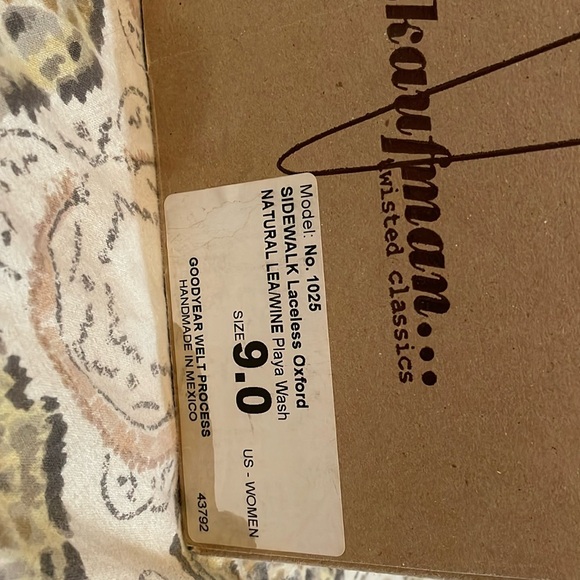 kaufman...
twisted classics
Model: No. 1025
SIDEWALK Laceless Oxford
NATURAL LEA/WINE Playa Wash
SIZE 9.0 US - WOMEN
GOODYEAR WELT PROCESS
HANDMADE IN MEXICO
43792